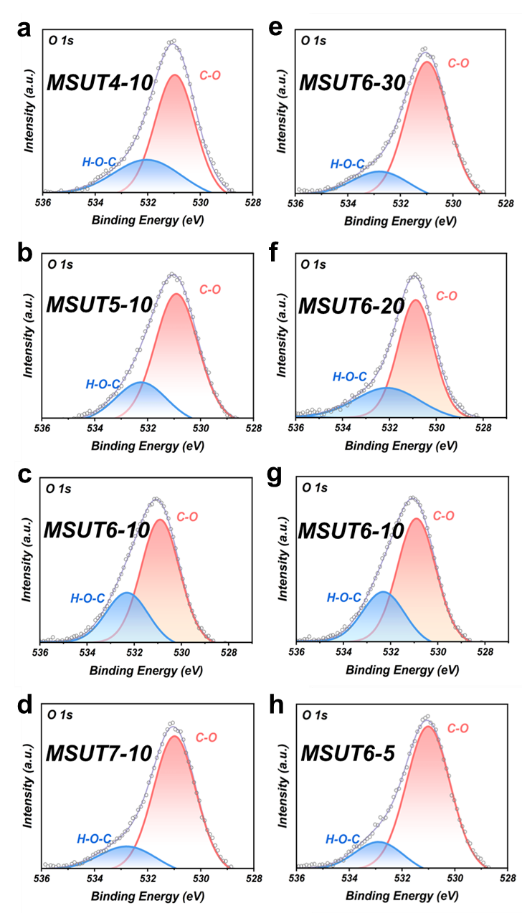 a
O 1s
MSUT4-10
C-O
H-O-C
Intensity (a.u.)
536 534 532 530 528
Binding Energy (eV)
e
O 1s
MSUT6-30
C-O
H-O-C
Intensity (a.u.)
536 534 532 530 528
Binding Energy (eV)
b
O 1s
MSUT5-10
C-O
H-O-C
Intensity (a.u.)
536 534 532 530 528
Binding Energy (eV)
f
O 1s
MSUT6-20
C-O
H-O-C
Intensity (a.u.)
536 534 532 530 528
Binding Energy (eV)
c
O 1s
MSUT6-10
C-O
H-O-C
Intensity (a.u.)
536 534 532 530 528
Binding Energy (eV)
g
O 1s
MSUT6-10
C-O
H-O-C
Intensity (a.u.)
536 534 532 530 528
Binding Energy (eV)
d
O 1s
MSUT7-10
C-O
H-O-C
Intensity (a.u.)
536 534 532 530 528
Binding Energy (eV)
h
O 1s
MSUT6-5
C-O
H-O-C
Intensity (a.u.)
536 534 532 530 528
Binding Energy (eV)